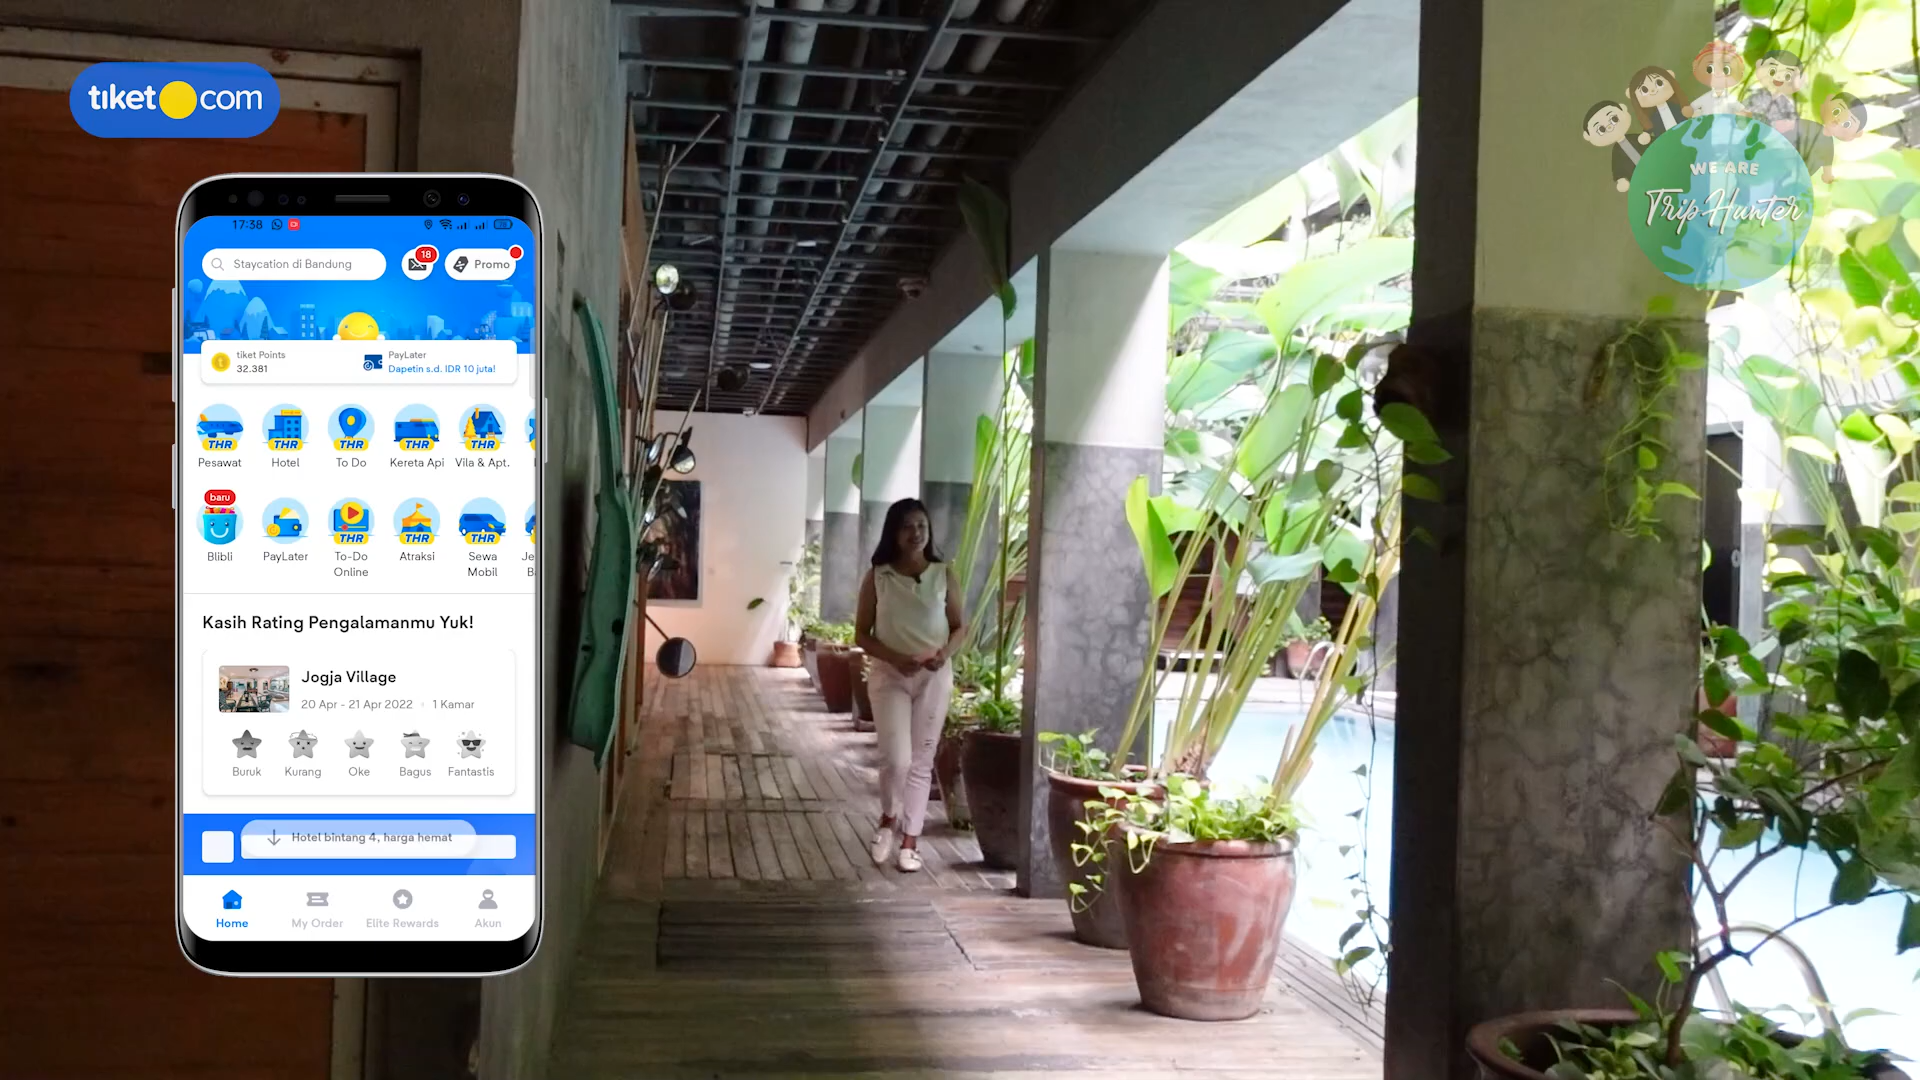 tiket com
WE ARE
Trip Hunter
17:38
Staycation di Bandung
18
Promo
tiket Points
32.381
PayLater
Dapetin s.d. IDR 10 juta!
THR THR THR THR THR
Pesawat Hotel To Do Kereta Api Vila & Apt.
baru
THR THR THR
Blibli PayLater To-Do Online Atraksi Sewa Mobil Je
B
Kasih Rating Pengalamanmu Yuk!
Jogja Village
20 Apr - 21 Apr 2022 • 1 Kamar
Buruk Kurang Oke Bagus Fantastis
Hotel bintang 4, harga hemat
Home My Order Elite Rewards Akun